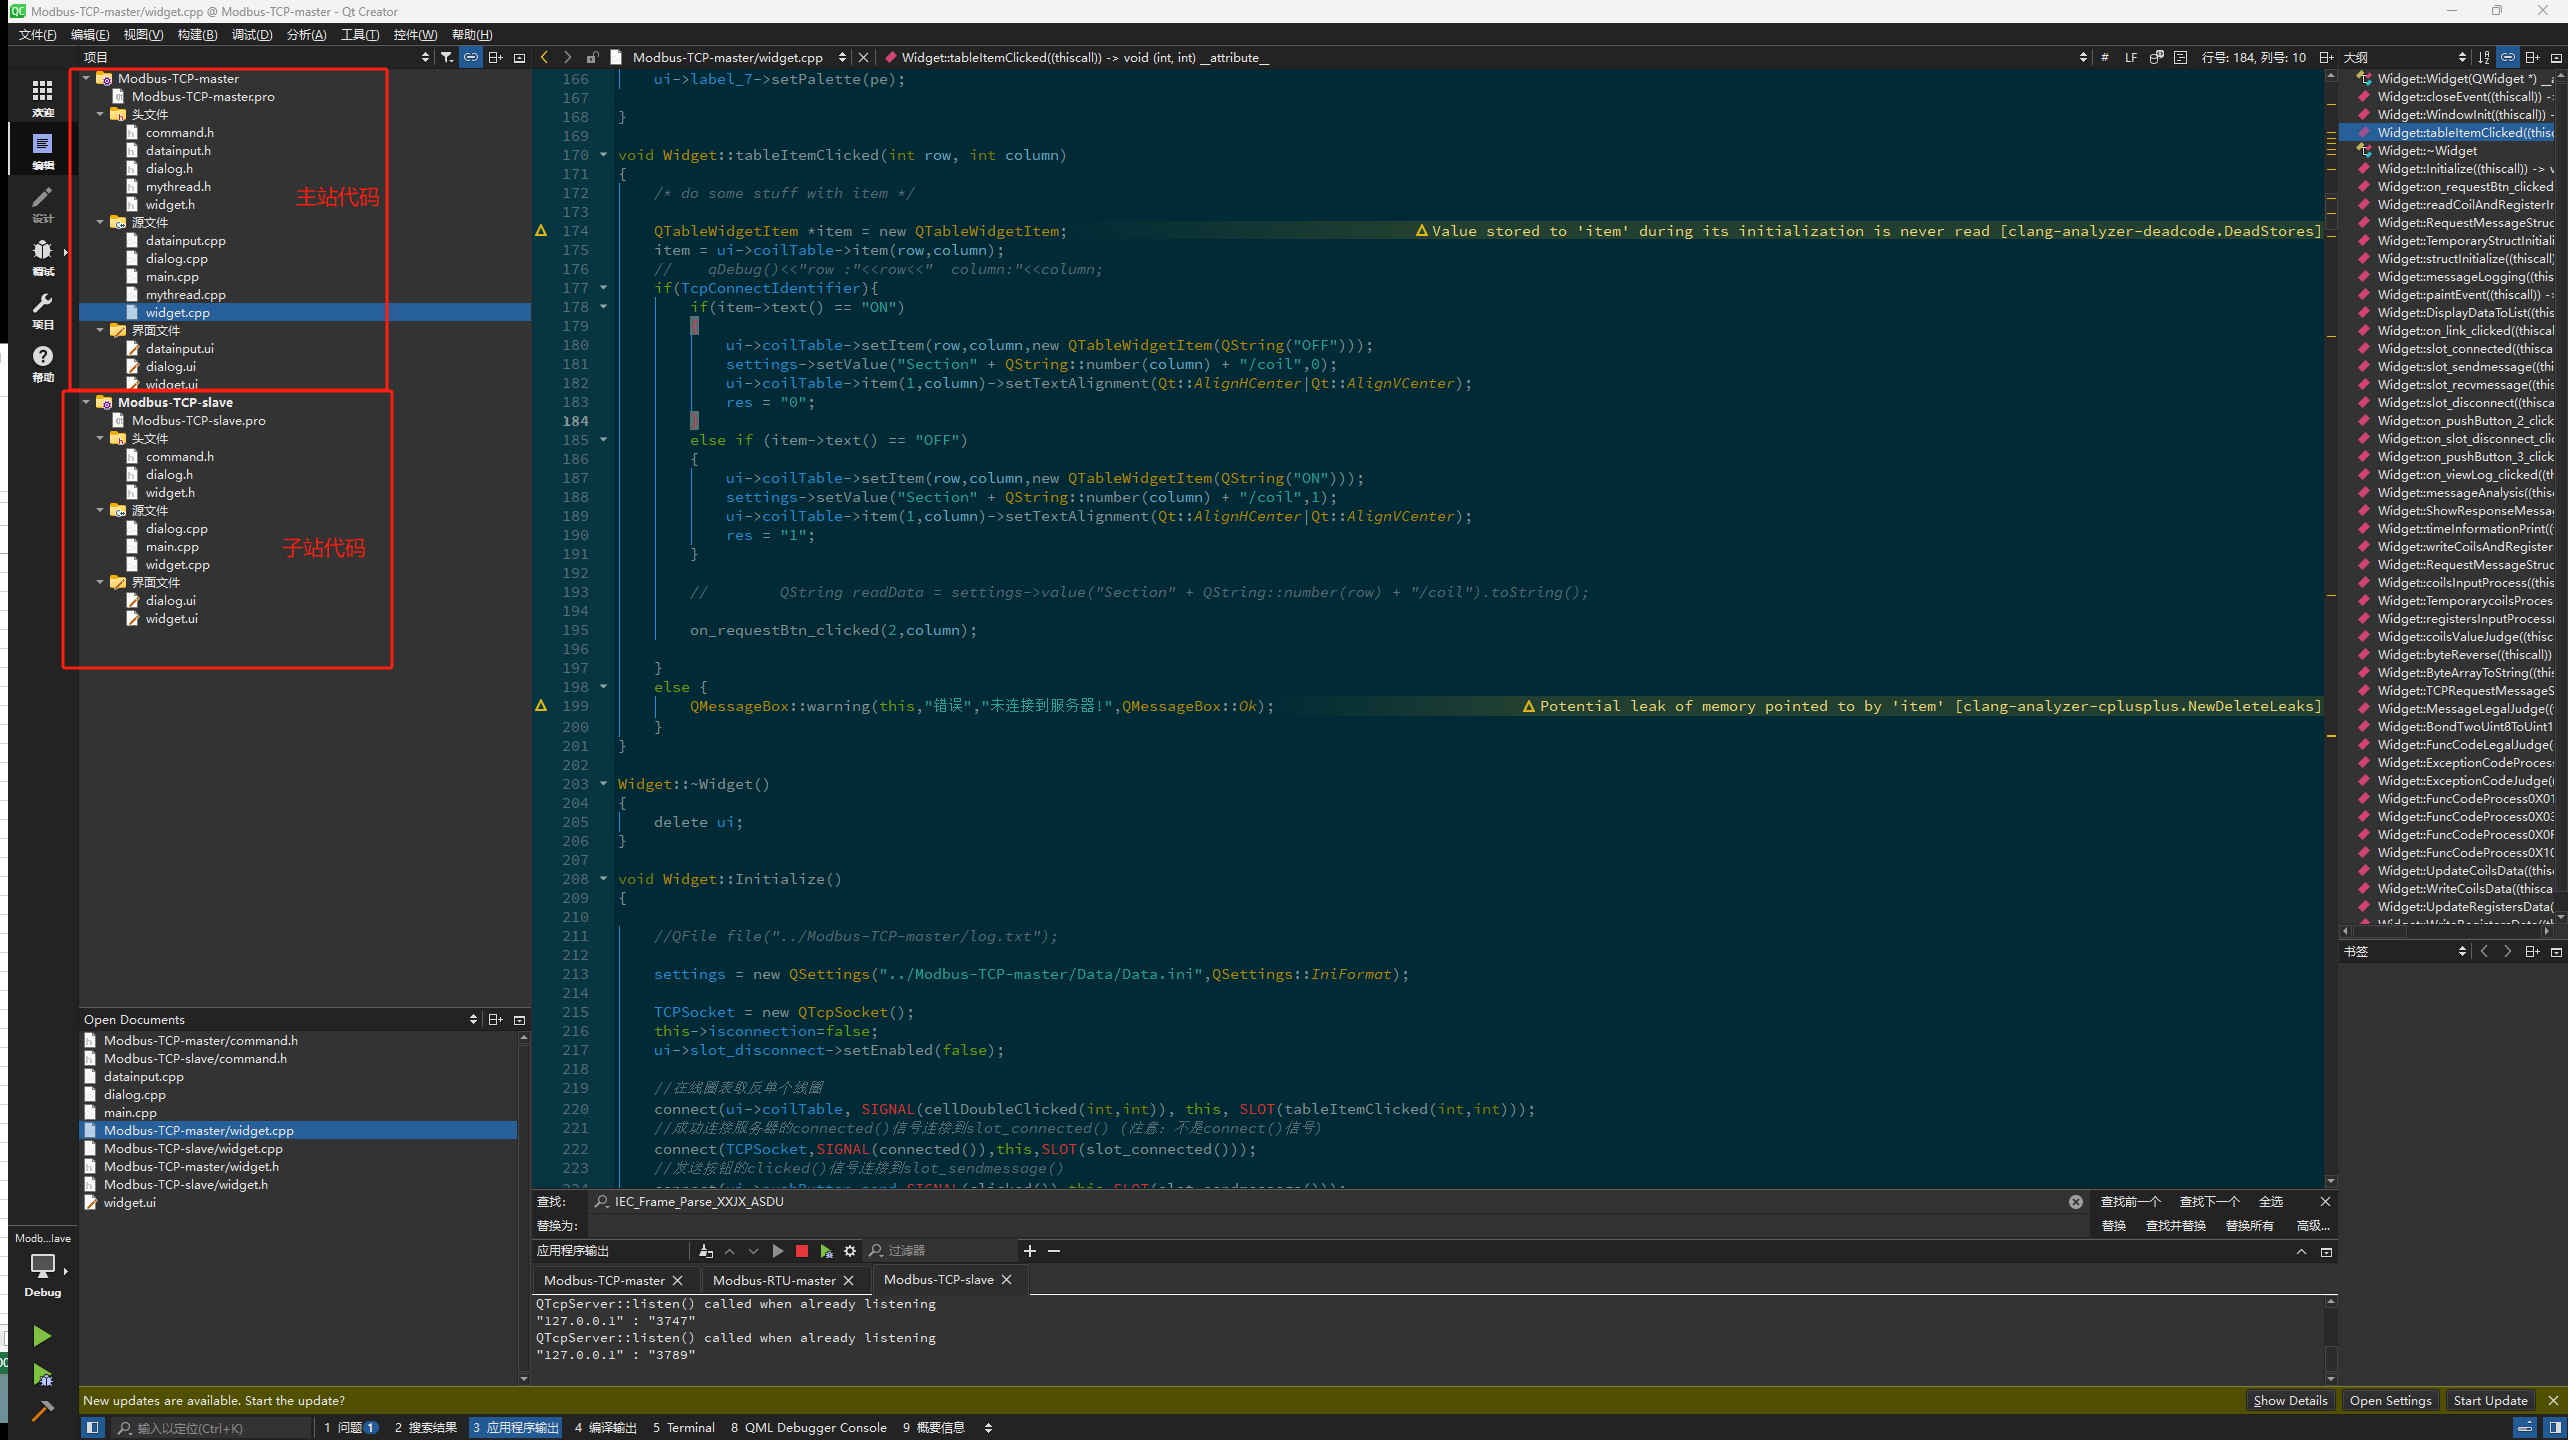 Modbus-TCP-master/widget.cpp @ Modbus-TCP-master - Qt Creator
文件(F) 编辑(E) 视图(V) 构建(B) 调试(D) 分析(A) 工具(T) 控件(W) 帮助(H)
项目
Modbus-TCP-master/widget.cpp
Widget::tableItemClicked((thiscall)) -> void (int, int) __attribute_
# LF 行号: 184, 列号: 10
大纲
欢迎
编辑
设计
调试
项目
帮助
Modbus-TCP-master
Modbus-TCP-master.pro
头文件
command.h
datainput.h
dialog.h
mythread.h
widget.h
主站代码
源文件
datainput.cpp
dialog.cpp
main.cpp
mythread.cpp
widget.cpp
界面文件
datainput.ui
dialog.ui
widget.ui
Modbus-TCP-slave
Modbus-TCP-slave.pro
头文件
command.h
dialog.h
widget.h
源文件
dialog.cpp
main.cpp
子站代码
widget.cpp
界面文件
dialog.ui
widget.ui
Open Documents
Modbus-TCP-master/command.h
Modbus-TCP-slave/command.h
datainput.cpp
dialog.cpp
main.cpp
Modbus-TCP-master/widget.cpp
Modbus-TCP-slave/widget.cpp
Modbus-TCP-master/widget.h
Modbus-TCP-slave/widget.h
widget.ui
Modb...lave
Debug
166 ui->label_7->setPalette(pe);
167
168 }
169
170 void Widget::tableItemClicked(int row, int column)
171 {
172 /* do some stuff with item */
173
174 QTableWidgetItem *item = new QTableWidgetItem; Value stored to 'item' during its initialization is never read [clang-analyzer-deadcode.DeadStores]
175 item = ui->coilTable->item(row,column);
176 // qDebug()<<"row :"<<row<<" column:"<<column;
177 if(TcpConnectIdentifier){
178 if(item->text() == "ON")
179 {
180 ui->coilTable->setItem(row,column,new QTableWidgetItem(QString("OFF")));
181 settings->setValue("Section" + QString::number(column) + "/coil",0);
182 ui->coilTable->item(1,column)->setTextAlignment(Qt::AlignHCenter|Qt::AlignVCenter);
183 res = "0";
184 }
185 else if (item->text() == "OFF")
186 {
187 ui->coilTable->setItem(row,column,new QTableWidgetItem(QString("ON")));
188 settings->setValue("Section" + QString::number(column) + "/coil",1);
189 ui->coilTable->item(1,column)->setTextAlignment(Qt::AlignHCenter|Qt::AlignVCenter);
190 res = "1";
191 }
192
193 // QString readData = settings->value("Section" + QString::number(row) + "/coil").toString();
194
195 on_requestBtn_clicked(2,column);
196
197 }
198 else {
199 QMessageBox::warning(this,"错误","未连接到服务器!",QMessageBox::Ok); Potential leak of memory pointed to by 'item' [clang-analyzer-cplusplus.NewDeleteLeaks]
200 }
201 }
202
203 Widget::~Widget()
204 {
205 delete ui;
206 }
207
208 void Widget::Initialize()
209 {
210
211 //QFile file("../Modbus-TCP-master/log.txt");
212
213 settings = new QSettings("../Modbus-TCP-master/Data/Data.ini",QSettings::IniFormat);
214
215 TCPSocket = new QTcpSocket();
216 this->isconnection=false;
217 ui->slot_disconnect->setEnabled(false);
218
219 //在线圈表取反单个线圈
220 connect(ui->coilTable, SIGNAL(cellDoubleClicked(int,int)), this, SLOT(tableItemClicked(int,int)));
221 //成功连接服务器的connected()信号连接到slot_connected() (注意: 不是connect()信号)
222 connect(TCPSocket,SIGNAL(connected()),this,SLOT(slot_connected()));
223 //发送按钮的clicked()信号连接到slot_sendmessage()
Widget::Widget(QWidget *) __a
Widget::closeEvent((thiscall)) -:
Widget::WindowInit((thiscall)) -
Widget::tableItemClicked((thisc
Widget::~Widget
Widget::Initialize((thiscall)) -> v
Widget::on_requestBtn_clicked
Widget::readCoilAndRegisterIr
Widget::RequestMessageStruc
Widget::TemporaryStructInitiali
Widget::structInitialize((thiscall)
Widget::messageLogging((this
Widget::paintEvent((thiscall)) -:
Widget::DisplayDataToList((this
Widget::on_link_clicked((thiscal
Widget::slot_connected((thisca
Widget::slot_sendmessage((thi
Widget::slot_recvmessage((thi
Widget::slot_disconnect((thisca
Widget::on_pushButton_2_click
Widget::on_slot_disconnect_clic
Widget::on_pushButton_3_click
Widget::on_viewLog_clicked((th
Widget::messageAnalysis((this
Widget::ShowResponseMessa
Widget::timeInformationPrint((t
Widget::writeCoilsAndRegister
Widget::RequestMessageStruc
Widget::coilsInputProcess((this
Widget::TemporarycoilsProces
Widget::registersInputProcess(
Widget::coilsValueJudge((thisc
Widget::byteReverse((thiscall))
Widget::ByteArrayToString((this
Widget::TCPRequestMessageS
Widget::MessageLegalJudge((t
Widget::BondTwoUint8ToUint1
Widget::FuncCodeLegalJudge(
Widget::ExceptionCodeProcess
Widget::ExceptionCodeJudge((
Widget::FuncCodeProcess0X01
Widget::FuncCodeProcess0X03
Widget::FuncCodeProcess0X0F
Widget::FuncCodeProcess0X10
Widget::UpdateCoilsData((this
Widget::WriteCoilsData((thisca
Widget::UpdateRegistersData(
书签
查找: IEC_Frame_Parse_XXJX_ASDU 查找前一个 查找下一个 全选
替换为: 替换 查找并替换 替换所有 高级...
应用程序输出 过滤器
Modbus-TCP-master Modbus-RTU-master Modbus-TCP-slave
QTcpServer::listen() called when already listening
"127.0.0.1" : "3747"
QTcpServer::listen() called when already listening
"127.0.0.1" : "3789"
New updates are available. Start the update? Show Details Open Settings Start Update
输入以定位(Ctrl+K) 1 问题 1 2 搜索结果 3 应用程序输出 4 编译输出 5 Terminal 8 QML Debugger Console 9 概要信息